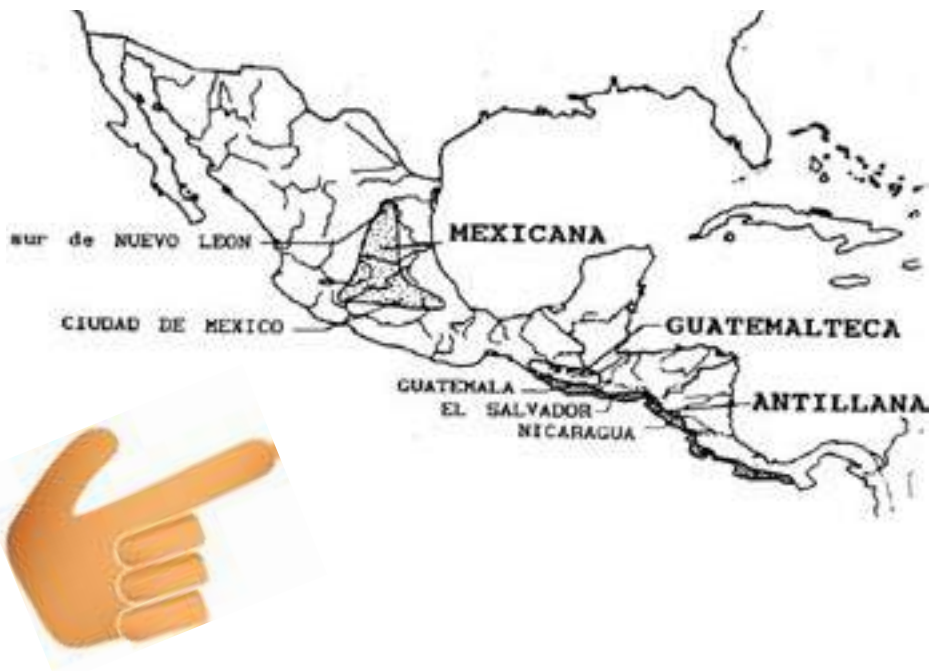 sur de NUEVO LEON
MEXICANA
CIUDAD DE MEXICO
GUATEMALTECA
GUATEMALA
EL SALVADOR
ANTILLANA
NICARAGUA